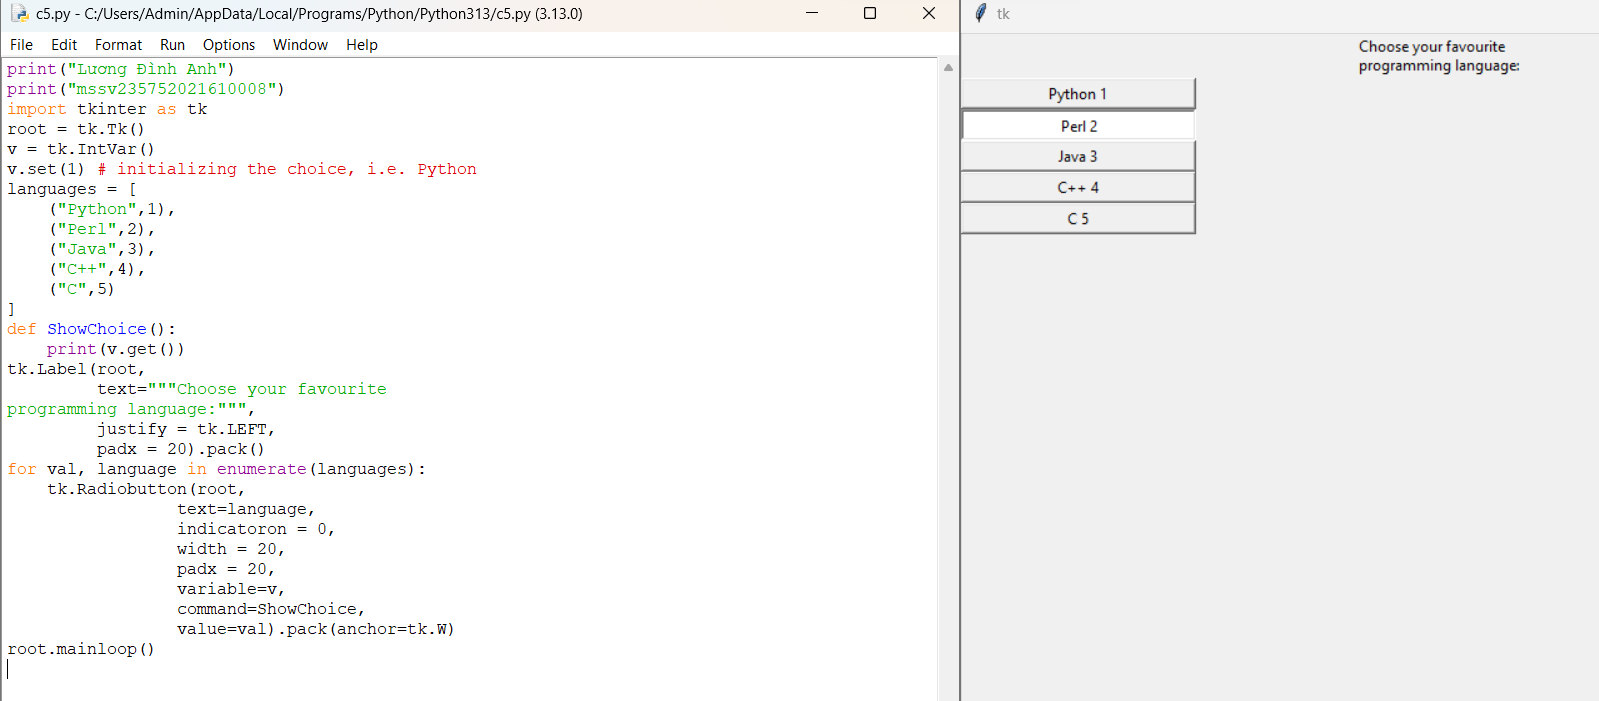 c5.py - C:/Users/Admin/AppData/Local/Programs/Python/Python313/c5.py (3.13.0)
File Edit Format Run Options Window Help
print("Lương Đình Anh")
print("mssv235752021610008")
import tkinter as tk
root = tk.Tk()
v = tk.IntVar()
v.set(1) # initializing the choice, i.e. Python
languages = [
    ("Python",1),
    ("Perl",2),
    ("Java",3),
    ("C++",4),
    ("C",5)
]
def ShowChoice():
    print(v.get())
tk.Label(root,
         text="""Choose your favourite
programming language:""",
         justify = tk.LEFT,
         padx = 20).pack()
for val, language in enumerate(languages):
    tk.Radiobutton(root,
                 text=language,
                 indicatoron = 0,
                 width = 20,
                 padx = 20,
                 variable=v,
                 command=ShowChoice,
                 value=val).pack(anchor=tk.W)
root.mainloop()
tk
Choose your favourite
programming language:
Python 1
Perl 2
Java 3
C++ 4
C 5